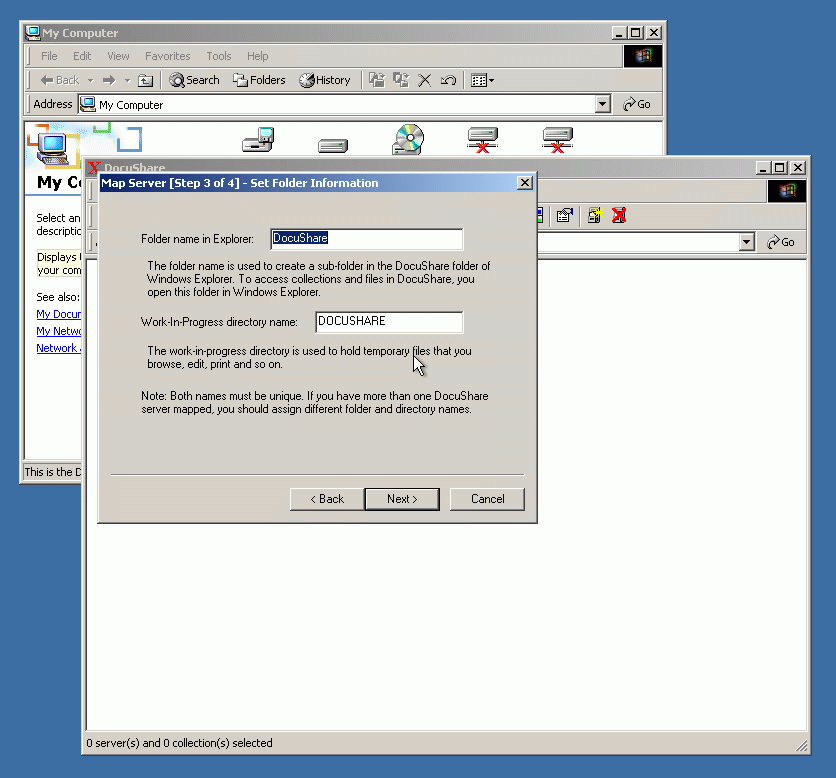 My Computer
File Edit View Favorites Tools Help
Back Search Folders History
Address My Computer Go
My Co
Select an
descriptic
Displays
your com
See also:
My Docur
My Netwo
Network
This is the D
DocuShare
Go
Map Server [Step 3 of 4] - Set Folder Information
Folder name in Explorer: DocuShare
The folder name is used to create a sub-folder in the DocuShare folder of
Windows Explorer. To access collections and files in DocuShare, you
open this folder in Windows Explorer.
Work-In-Progress directory name: DOCUSHARE
The work-in-progress directory is used to hold temporary files that you
browse, edit, print and so on.
Note: Both names must be unique. If you have more than one DocuShare
server mapped, you should assign different folder and directory names.
< Back Next > Cancel
0 server(s) and 0 collection(s) selected